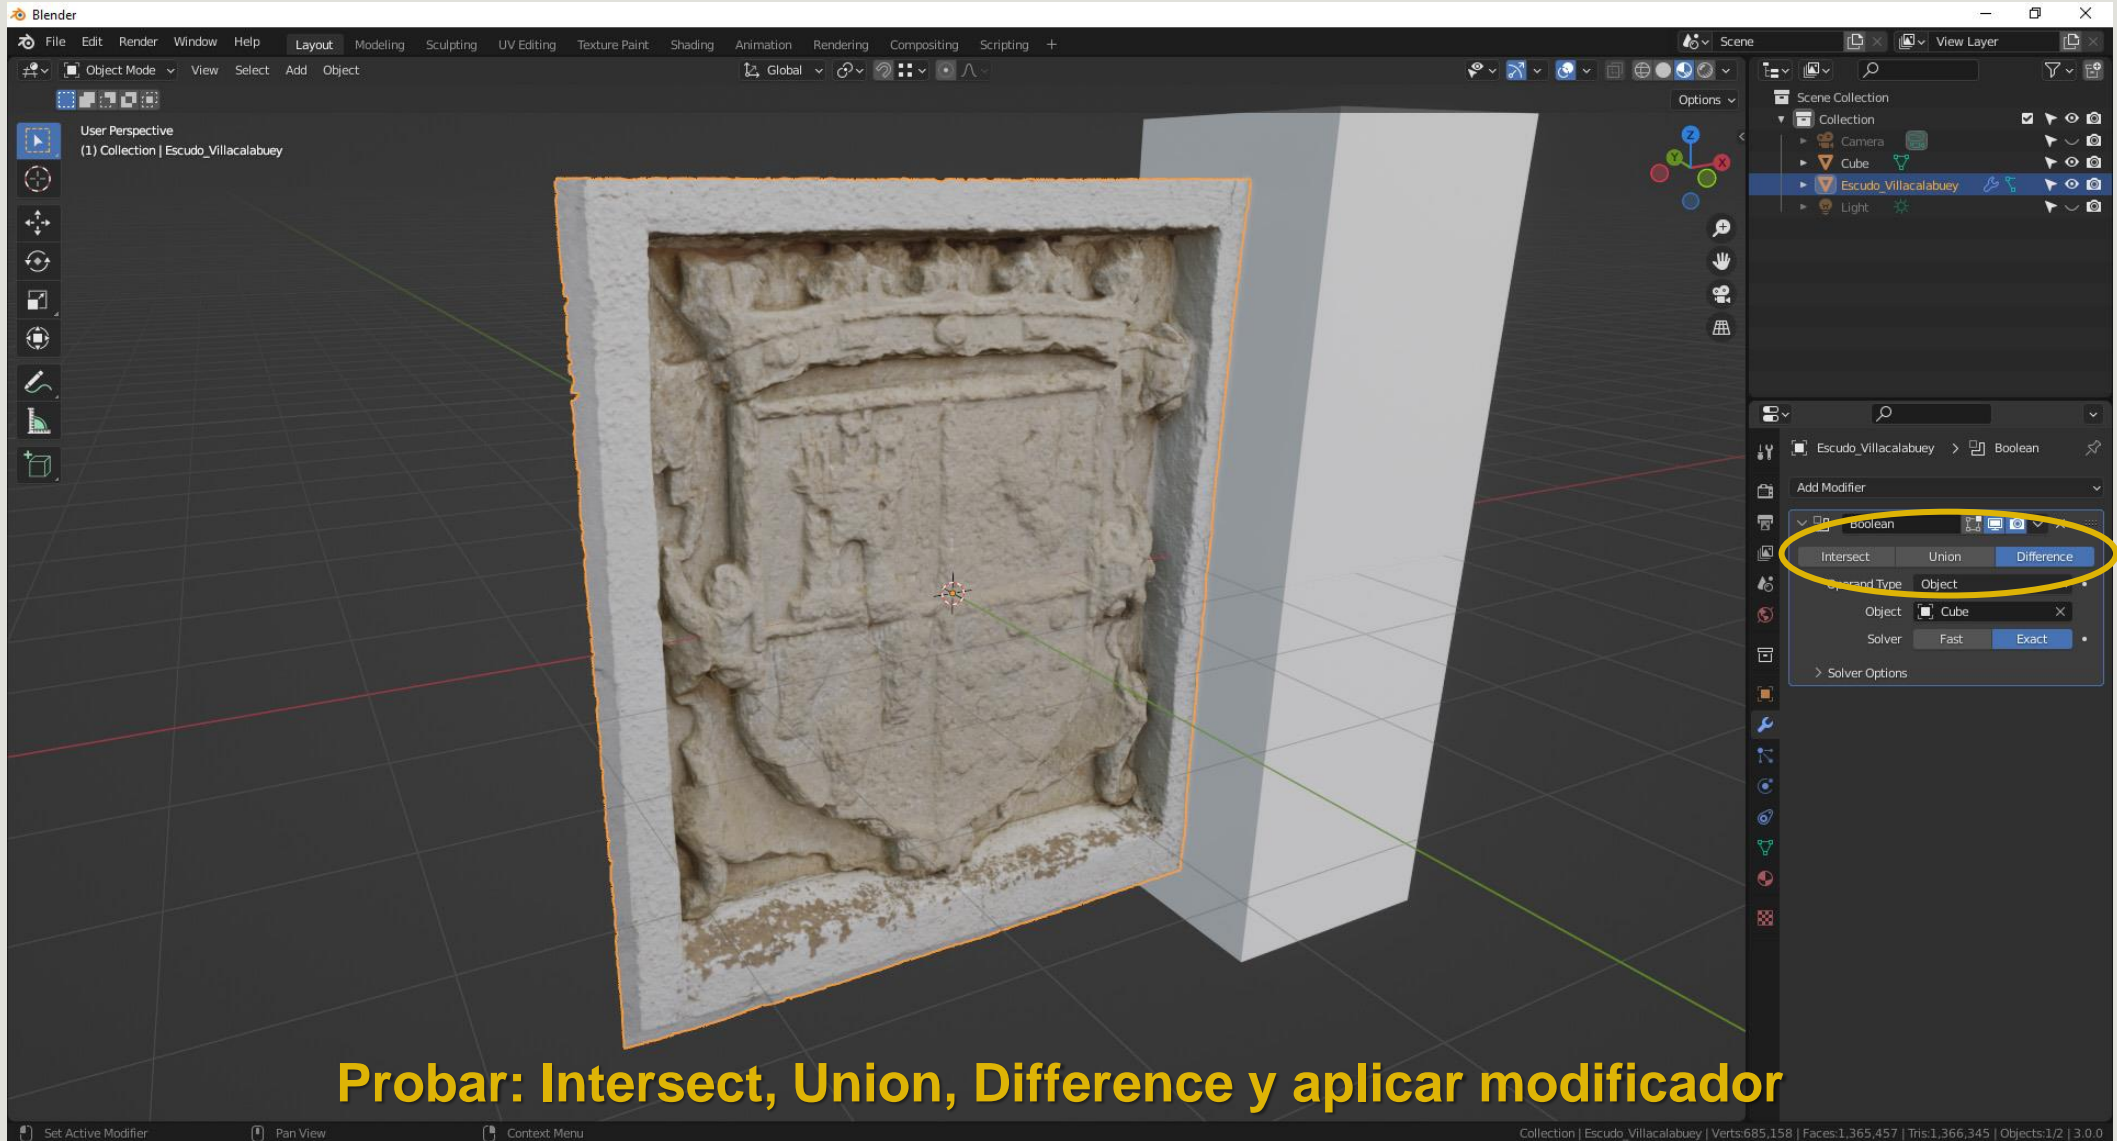 Blender
File Edit Render Window Help Layout Modeling Sculpting UV Editing Texture Paint Shading Animation Rendering Compositing Scripting + Scene View Layer
Object Mode View Select Add Object Global
Options
User Perspective
(1) Collection | Escudo_Villacalabuey
Z
Y
X
Scene Collection
Collection
Camera
Cube
Escudo_Villacalabuey
Light
Escudo_Villacalabuey > Boolean
Add Modifier
Boolean
Intersect Union Difference
Operand Type Object
Object Cube
Solver Fast Exact
> Solver Options
Probar: Intersect, Union, Difference y aplicar modificador
Set Active Modifier Pan View Context Menu Collection | Escudo_Villacalabuey | Verts:685,158 | Faces:1,365,457 | Tris:1,366,345 | Objects:1/2 | 3.0.0